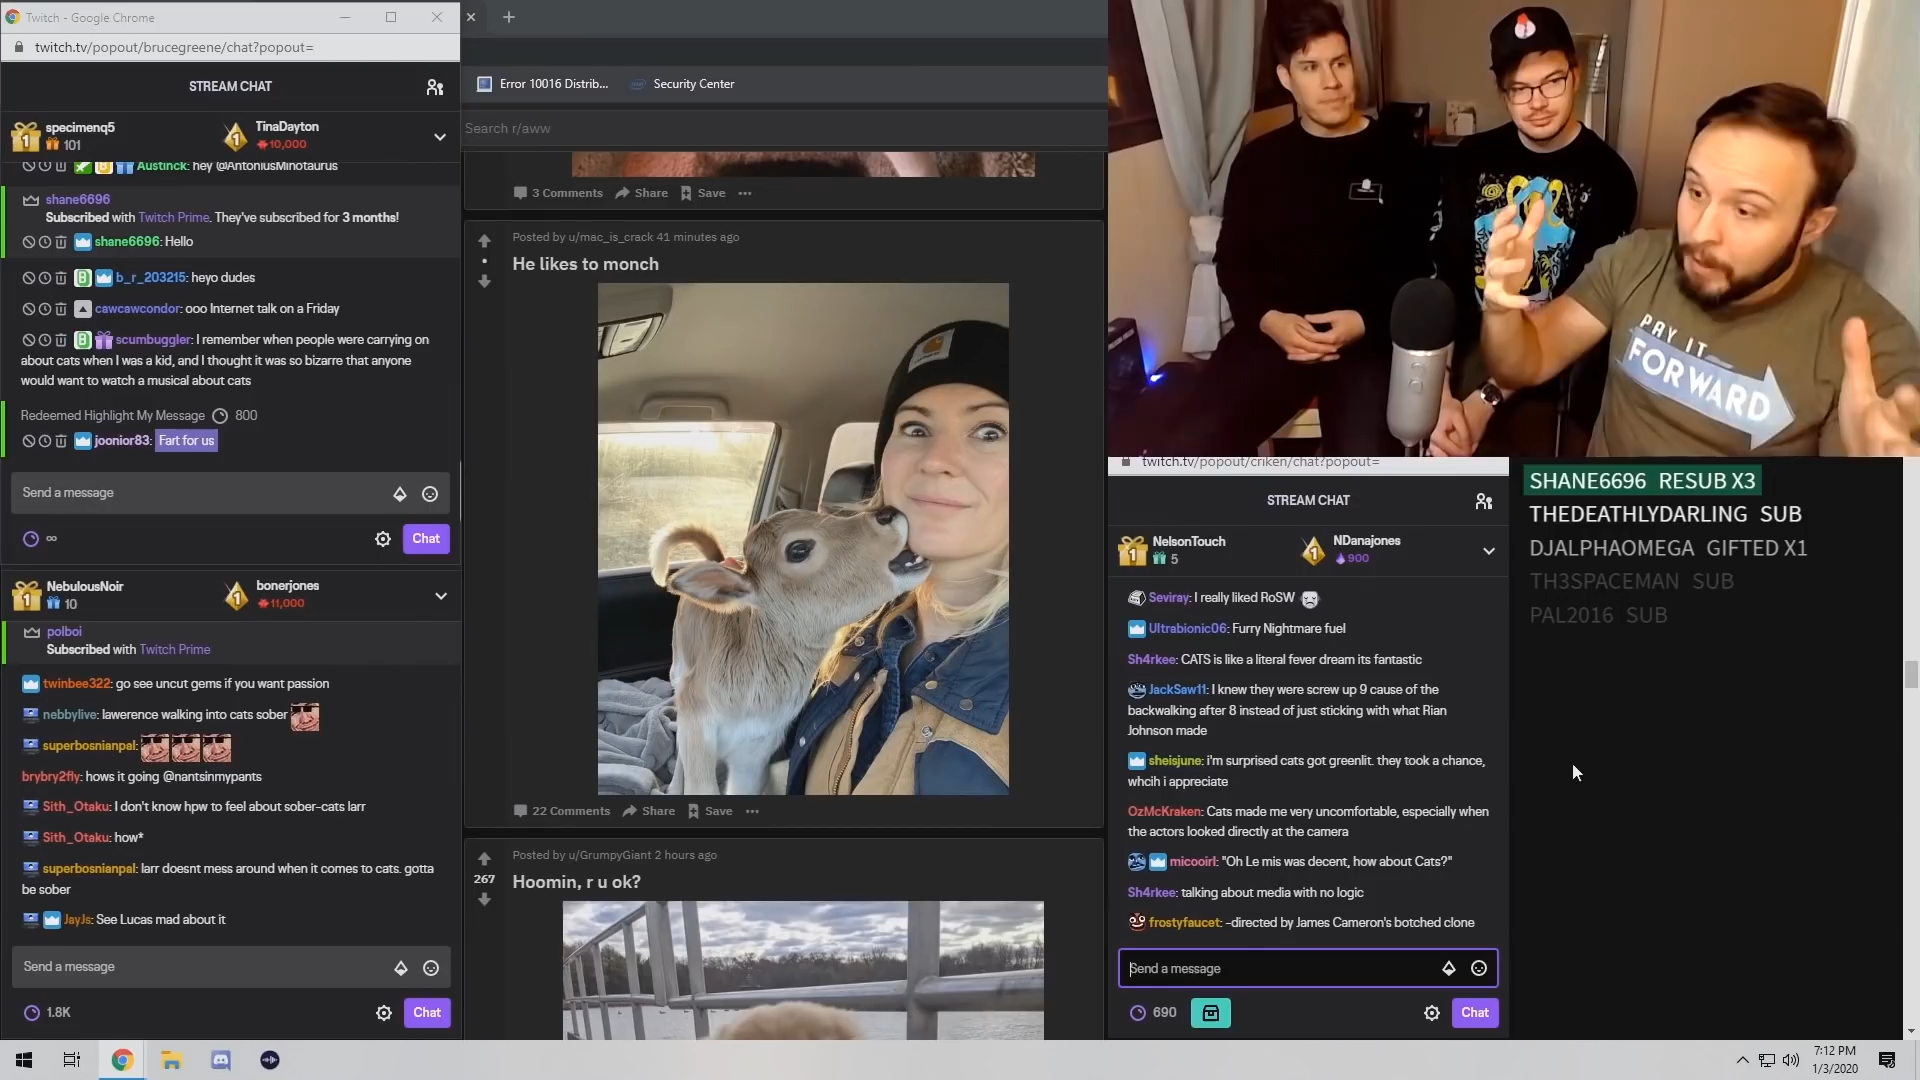 Twitch - Google Chrome
twitch.tv/popout/brucegreene/chat?popout=
STREAM CHAT
specimenq5
101
TinaDayton
10,000
Austinck: hey @AntoniusMinotaurus
shane6696
Subscribed with Twitch Prime. They've subscribed for 3 months!
shane6696: Hello
b_r_203215: heyo dudes
cawcawcondor: ooo Internet talk on a Friday
scumbuggler: I remember when people were carrying on
about cats when I was a kid, and I thought it was so bizarre that anyone
would want to watch a musical about cats
Redeemed Highlight My Message 800
joonior83: Fart for us
Send a message
∞
Chat
NebulousNoir
10
bonerjones
11,000
polboi
Subscribed with Twitch Prime
twinbee322: go see uncut gems if you want passion
nebbylive: lawerence walking into cats sober
superbosnianpal:
brybry2fly: hows it going @nantsinmypants
Sith_Otaku: I don't know hpw to feel about sober-cats larr
Sith_Otaku: how*
superbosnianpal: larr doesnt mess around when it comes to cats. gotta
be sober
JayJs: See Lucas mad about it
Send a message
1.8K
Chat
Error 10016 Distrib...
Security Center
Search r/aww
3 Comments Share Save
Posted by u/mac_is_crack 41 minutes ago
He likes to monch
22 Comments Share Save
267
Posted by u/GrumpyGiant 2 hours ago
Hoomin, r u ok?
PAY IT
FORWARD
twitch.tv/popout/criken/chat?popout=
STREAM CHAT
NelsonTouch
5
NDanajones
900
Seviray: I really liked RoSW
Ultrabionic06: Furry Nightmare fuel
Sh4rkee: CATS is like a literal fever dream its fantastic
JackSaw11: I knew they were screw up 9 cause of the
backwalking after 8 instead of just sticking with what Rian
Johnson made
sheisjune: i'm surprised cats got greenlit. they took a chance,
whcih i appreciate
OzMcKraken: Cats made me very uncomfortable, especially when
the actors looked directly at the camera
micooirl: "Oh Le mis was decent, how about Cats?"
Sh4rkee: talking about media with no logic
frostyfaucet: -directed by James Cameron's botched clone
Send a message
690
Chat
SHANE6696 RESUB X3
THEDEATHLYDARLING SUB
DJALPHAOMEGA GIFTED X1
TH3SPACEMAN SUB
PAL2016 SUB
7:12 PM
1/3/2020